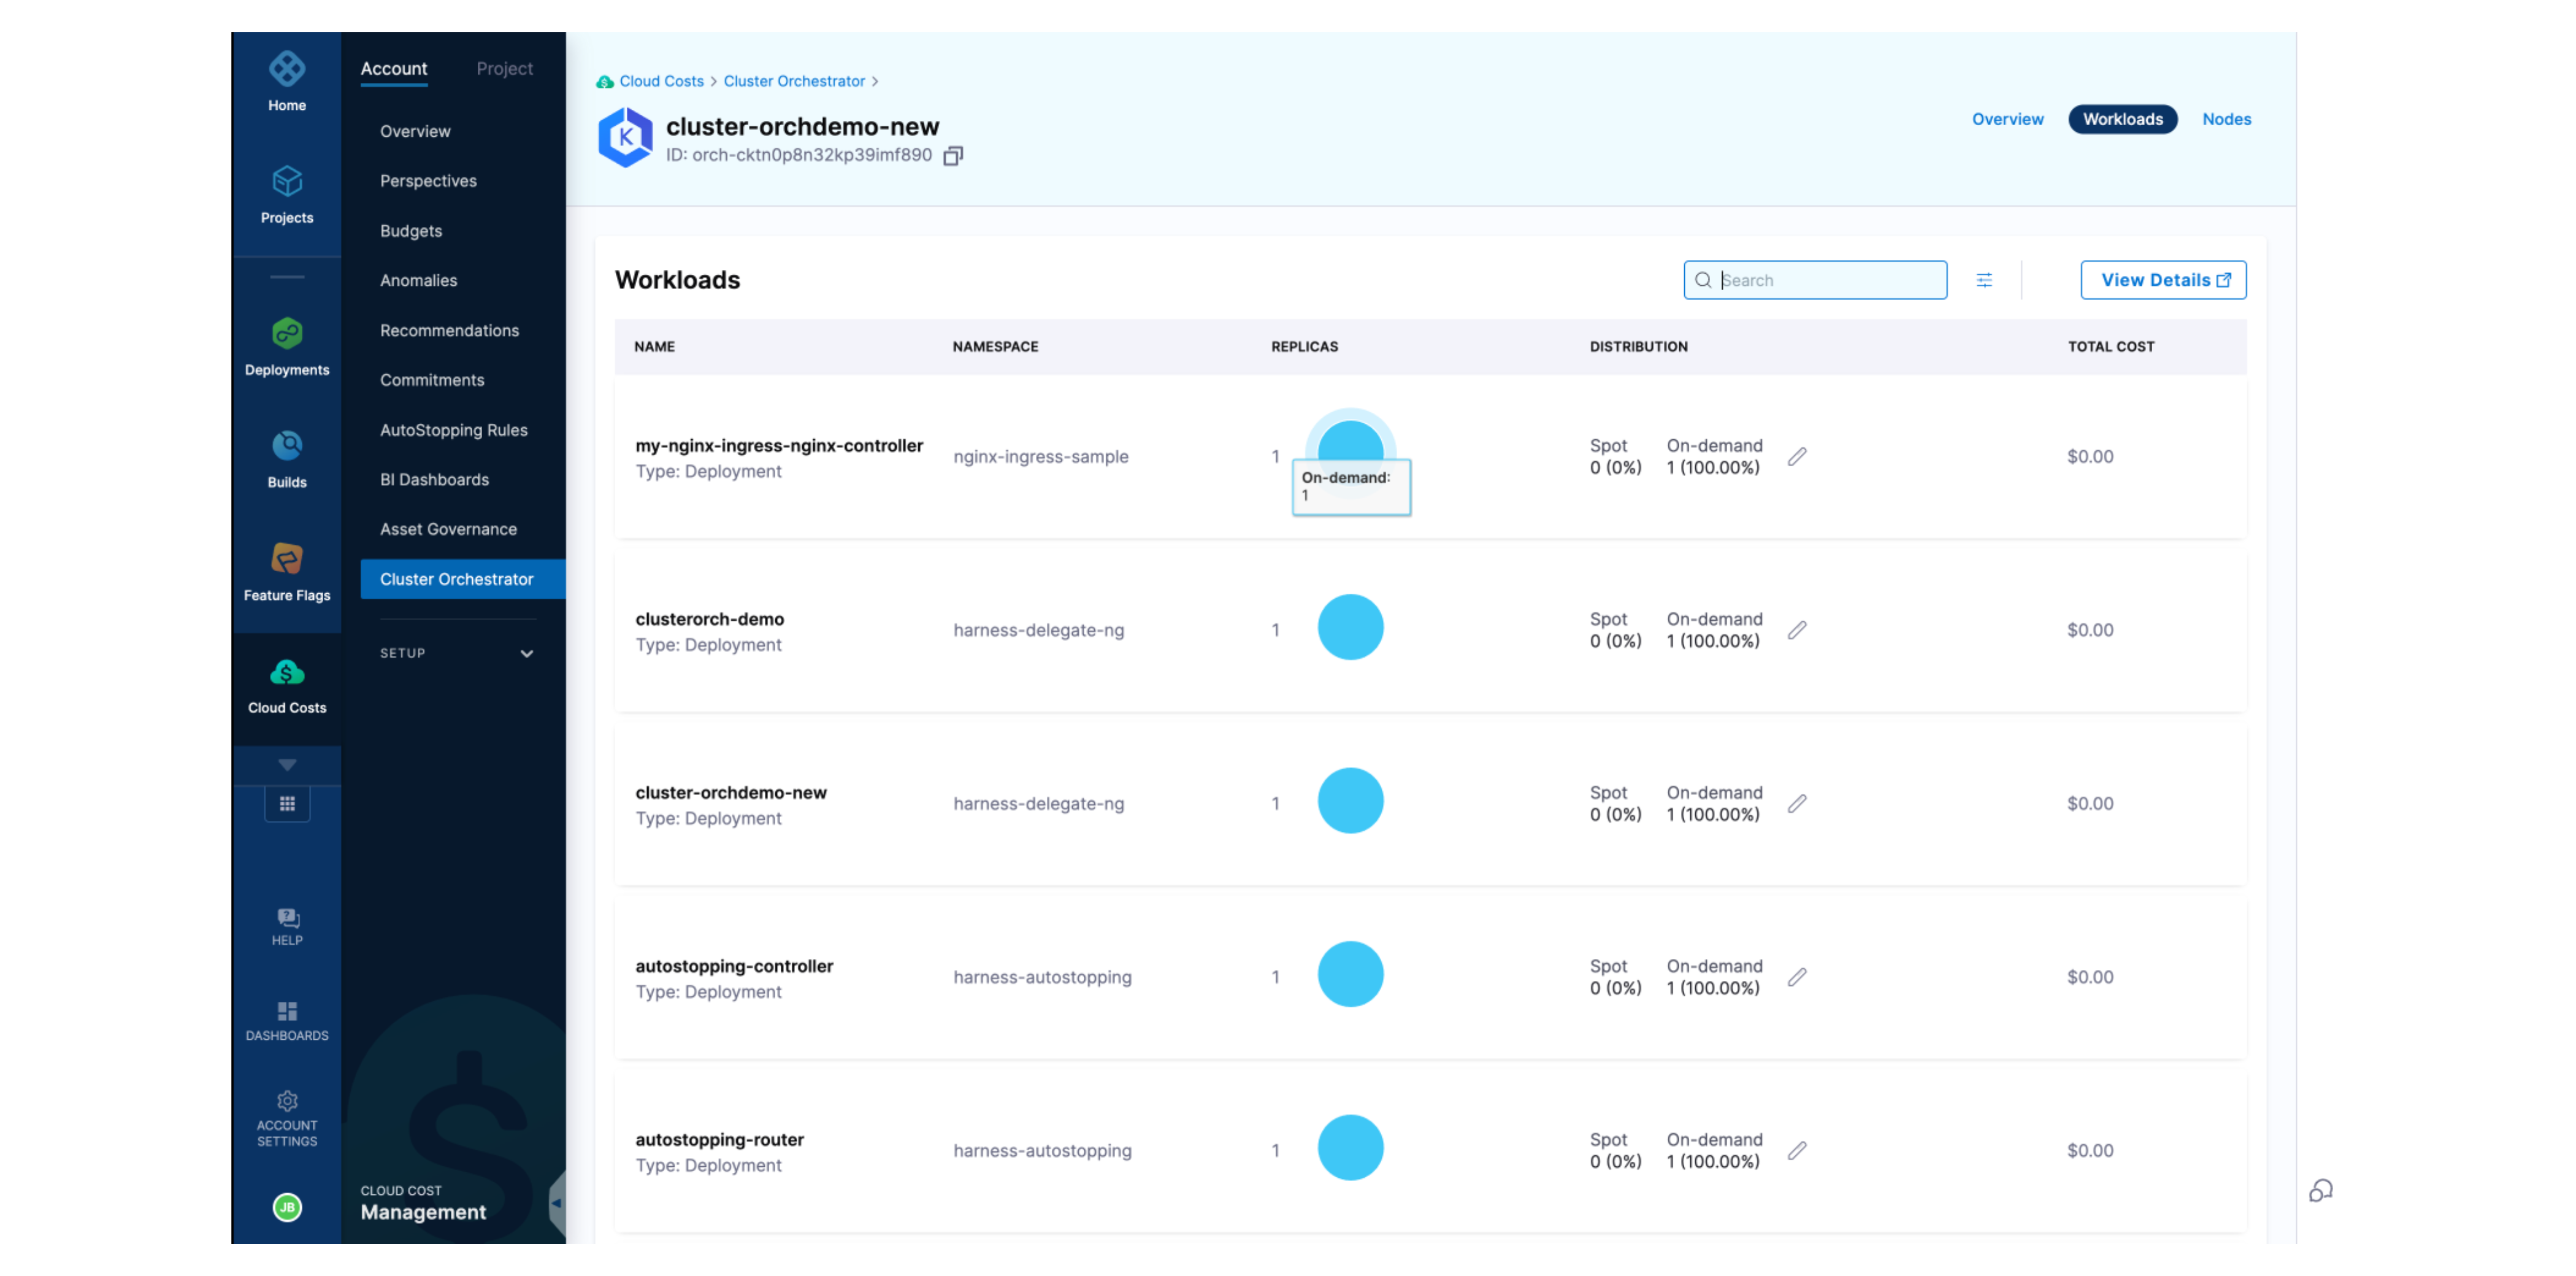 Home
Projects
Deployments
Builds
Feature Flags
Cloud Costs
HELP
DASHBOARDS
ACCOUNT
SETTINGS
JB
Account Project
Overview
Perspectives
Budgets
Anomalies
Recommendations
Commitments
AutoStopping Rules
BI Dashboards
Asset Governance
Cluster Orchestrator
SETUP
CLOUD COST
Management
Cloud Costs > Cluster Orchestrator >
K
cluster-orchdemo-new
ID: orch-cktn0p8n32kp39imf890
Overview Workloads Nodes
Workloads
Search
View Details
NAME NAMESPACE REPLICAS DISTRIBUTION TOTAL COST
my-nginx-ingress-nginx-controller
Type: Deployment
nginx-ingress-sample
1
On-demand:
1
Spot On-demand
0 (0%) 1 (100.00%)
$0.00
clusterorch-demo
Type: Deployment
harness-delegate-ng
1
Spot On-demand
0 (0%) 1 (100.00%)
$0.00
cluster-orchdemo-new
Type: Deployment
harness-delegate-ng
1
Spot On-demand
0 (0%) 1 (100.00%)
$0.00
autostopping-controller
Type: Deployment
harness-autostopping
1
Spot On-demand
0 (0%) 1 (100.00%)
$0.00
autostopping-router
Type: Deployment
harness-autostopping
1
Spot On-demand
0 (0%) 1 (100.00%)
$0.00